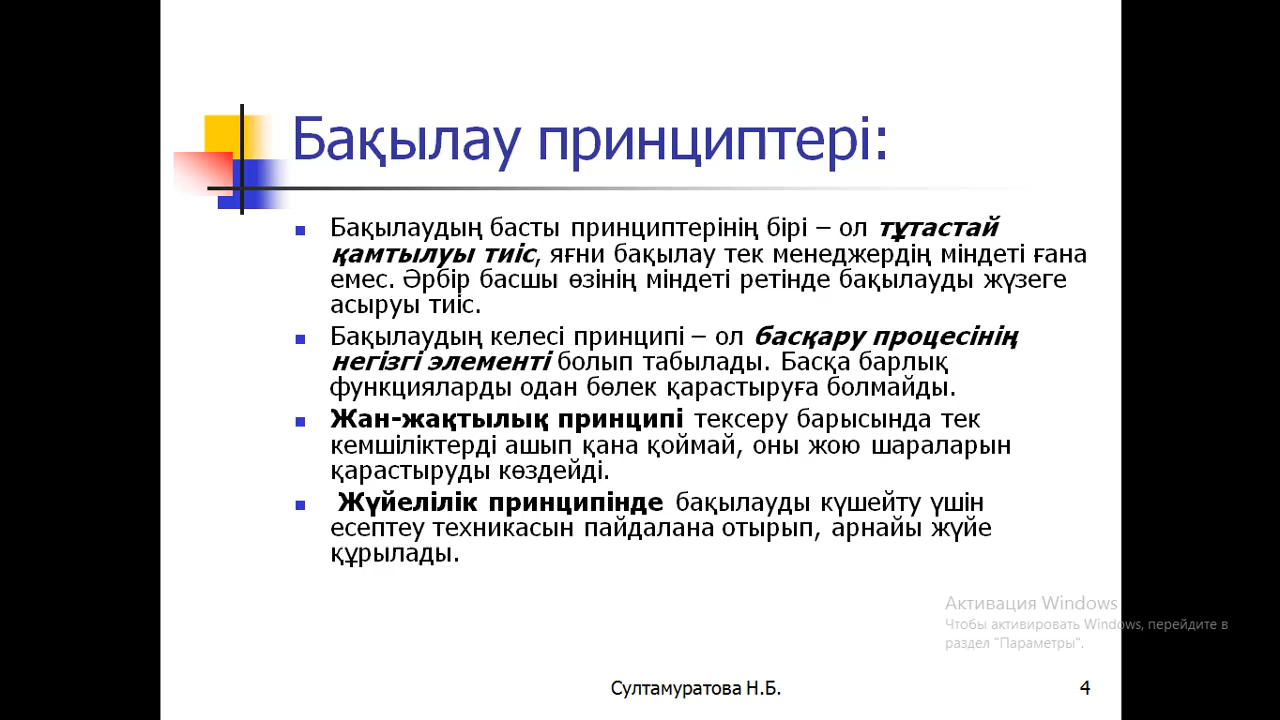 Бақылау принциптері:
Бақылаудың басты принциптерінің бірі – ол тұтастай
қамтылуы тиіс, яғни бақылау тек менеджердің міндеті ғана
емес. Әрбір басшы өзінің міндеті ретінде бақылауды жүзеге
асыруы тиіс.
Бақылаудың келесі принципі – ол басқару процесінің
негізгі элементі болып табылады. Басқа барлық
функцияларды одан бөлек қарастыруға болмайды.
Жан-жақтылық принципі тексеру барысында тек
кемшіліктерді ашып қана қоймай, оны жою шараларын
қарастыруды көздейді.
Жүйелілік принципінде бақылауды күшейту үшін
есептеу техникасын пайдалана отырып, арнайы жүйе
құрылады.
Активация Windows
Чтобы активировать Windows, перейдите в
раздел "Параметры".
Султамуратова Н.Б.
4